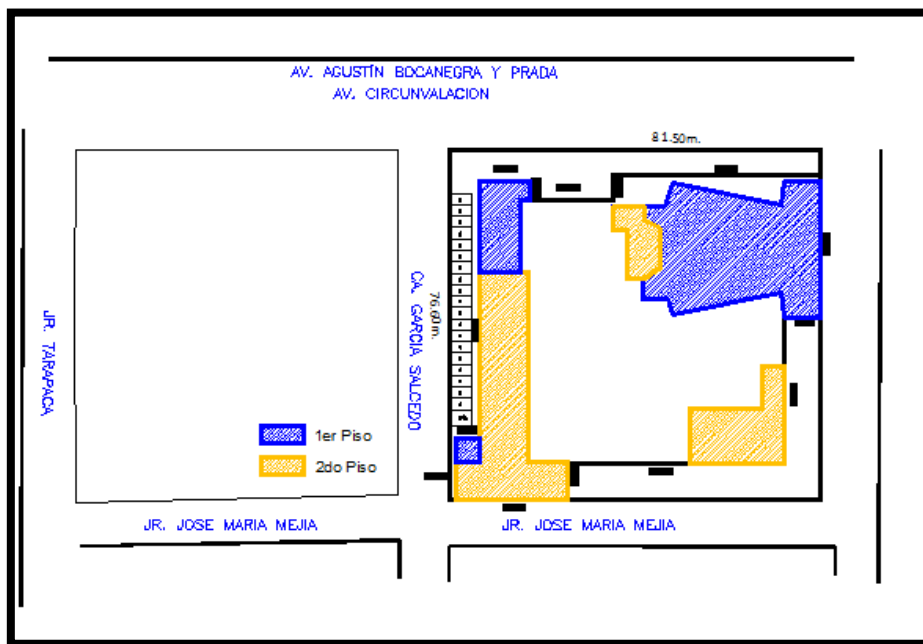 AV. AGUSTÍN BOCANEGRA Y PRADA
AV. CIRCUNVALACION
81.50m.
JR. TARAPACA
CA. GARCIA SALCEDO
76.60m.
1er Piso
2do Piso
JR. JOSE MARIA MEJIA
JR. JOSE MARIA MEJIA